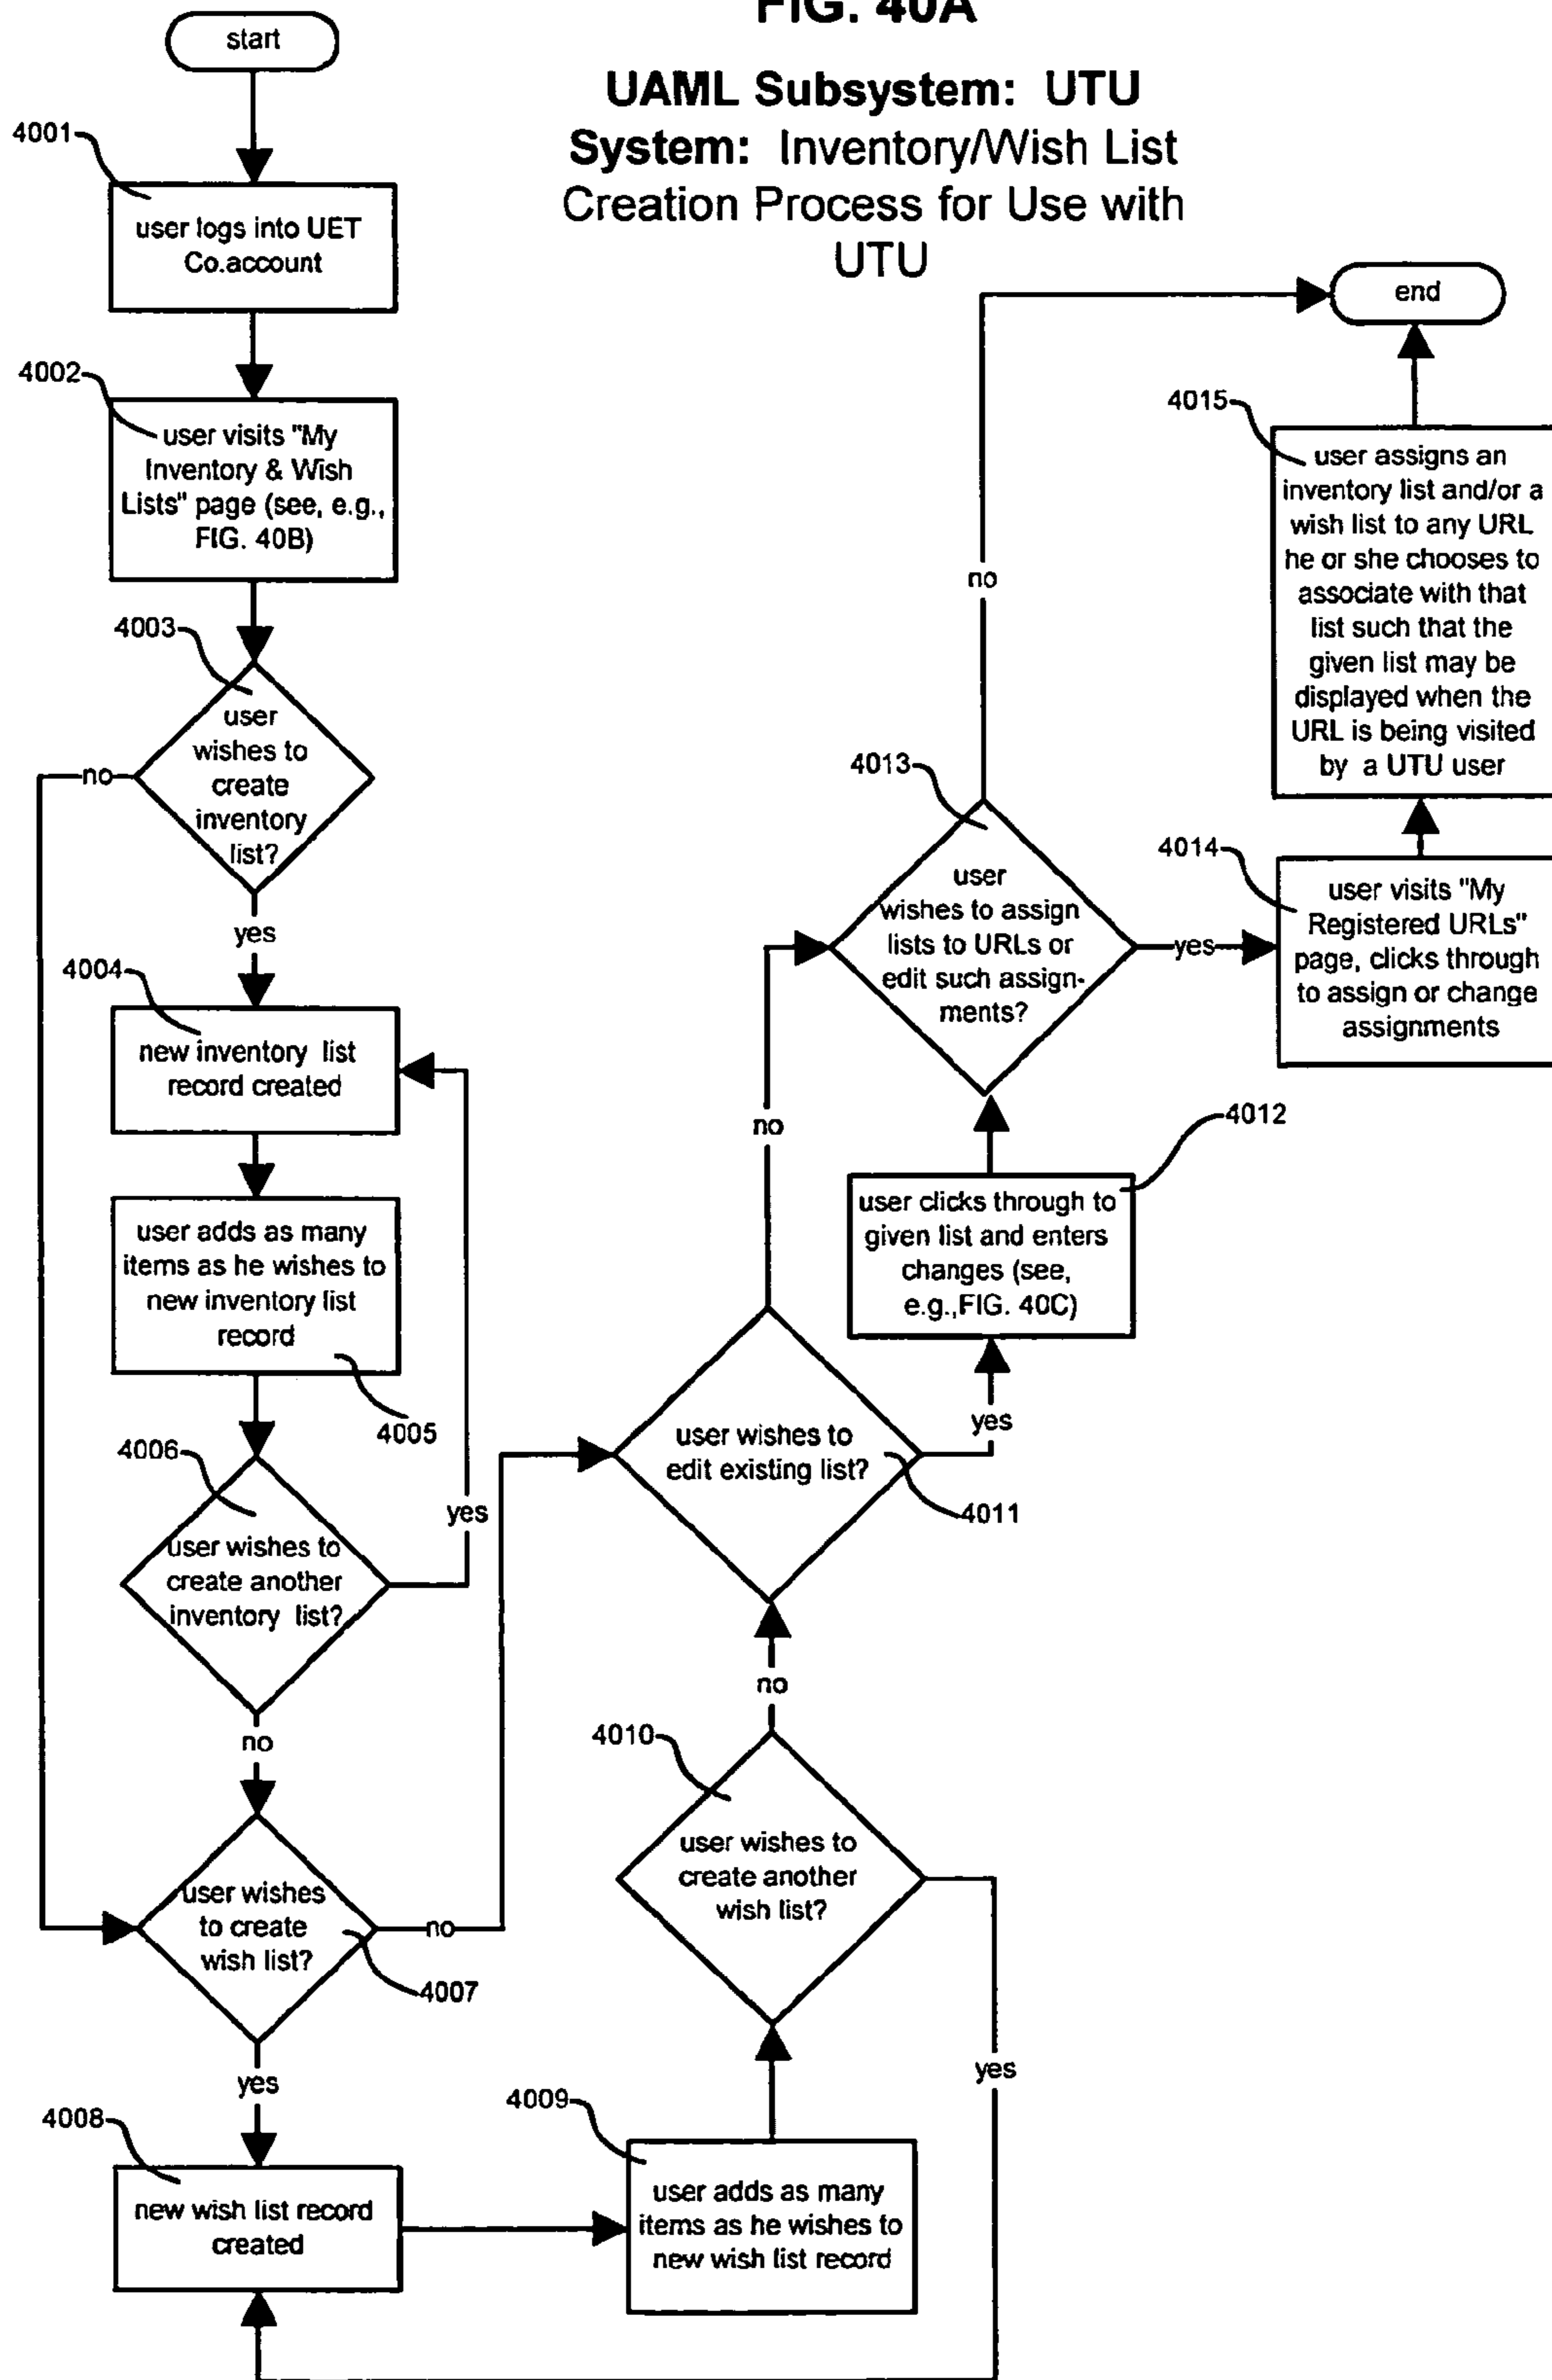 FIG. 40A
UAML Subsystem: UTU
System: Inventory/Wish List
Creation Process for Use with
UTU
start
4001
user logs into UET
Co.account
4002
user visits "My
Inventory & Wish
Lists" page (see, e.g.,
FIG. 40B)
4003
user
wishes to
create
inventory
list?
no
yes
4004
new inventory list
record created
user adds as many
items as he wishes to
new inventory list
record
4005
4006
user wishes to
create another
inventory list?
yes
no
user wishes
to create
wish list?
no
4007
yes
4008
new wish list record
created
4009
user adds as many
items as he wishes to
new wish list record
4010
user wishes to
create another
wish list?
yes
no
user wishes to
edit existing list?
4011
yes
no
4012
user clicks through to
given list and enters
changes (see,
e.g.,FIG. 40C)
4013
user
wishes to assign
lists to URLs or
edit such assign-
ments?
no
yes
4014
user visits "My
Registered URLs"
page, clicks through
to assign or change
assignments
4015
user assigns an
inventory list and/or a
wish list to any URL
he or she chooses to
associate with that
list such that the
given list may be
displayed when the
URL is being visited
by a UTU user
end